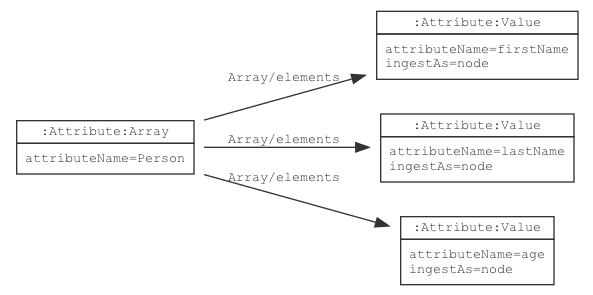 :Attribute:Value
attributeName=firstName
ingestAs=node
Array/elements
:Attribute:Array
attributeName=Person
Array/elements
:Attribute:Value
attributeName=lastName
ingestAs=node
Array/elements
:Attribute:Value
attributeName=age
ingestAs=node